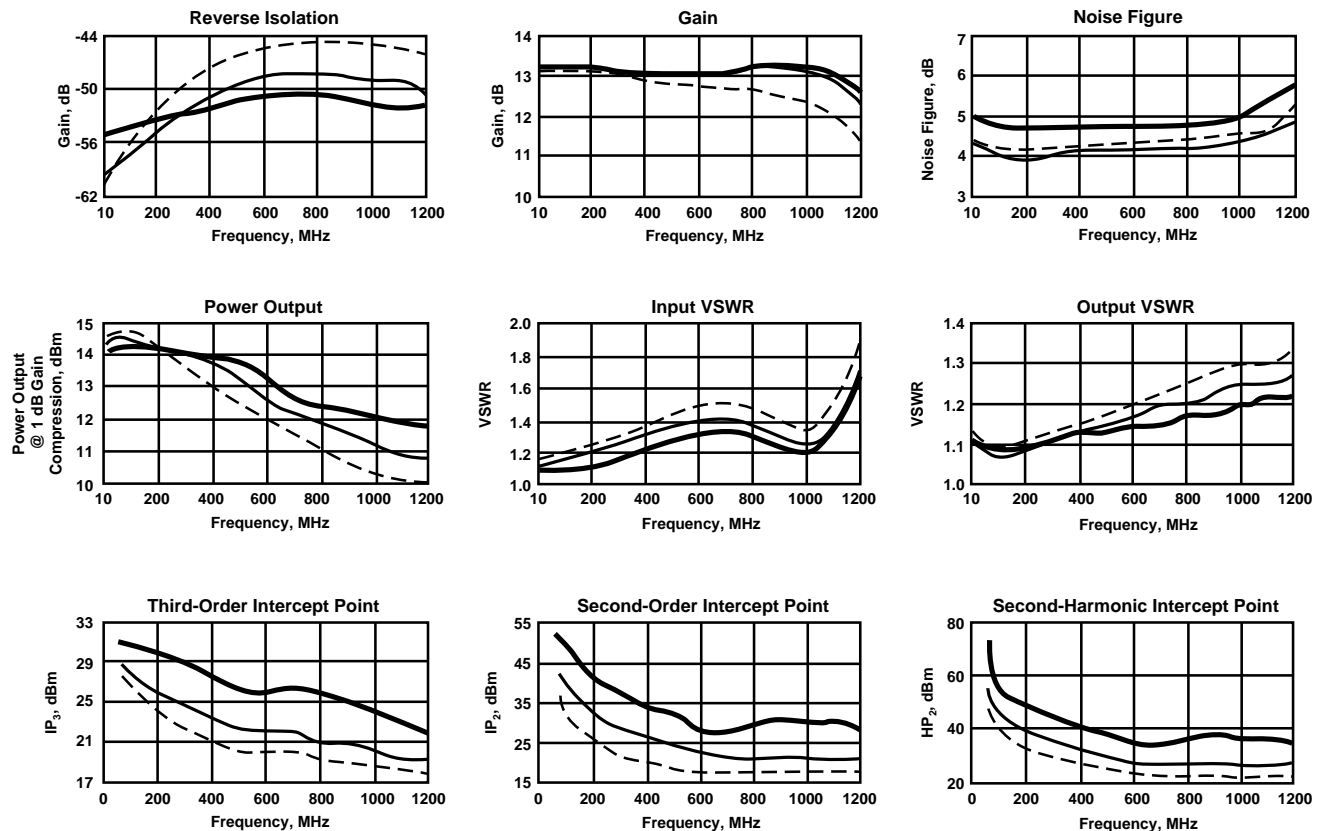 Reverse Isolation
Gain, dB
-44
-50
-56
-62
10 200 400 600 800 1000 1200
Frequency, MHz
Gain
Gain, dB
14
13
12
11
10
10 200 400 600 800 1000 1200
Frequency, MHz
Noise Figure
Noise Figure, dB
7
6
5
4
3
10 200 400 600 800 1000 1200
Frequency, MHz
Power Output
Power Output
@ 1 dB Gain
Compression, dBm
15
14
13
12
11
10
10 200 400 600 800 1000 1200
Frequency, MHz
Input VSWR
VSWR
2.0
1.8
1.6
1.4
1.2
1.0
10 200 400 600 800 1000 1200
Frequency, MHz
Output VSWR
VSWR
1.4
1.3
1.2
1.1
1.0
10 200 400 600 800 1000 1200
Frequency, MHz
Third-Order Intercept Point
IP3, dBm
33
29
25
21
17
0 200 400 600 800 1000 1200
Frequency, MHz
Second-Order Intercept Point
IP2, dBm
55
45
35
25
15
0 200 400 600 800 1000 1200
Frequency, MHz
Second-Harmonic Intercept Point
HP2, dBm
80
60
40
20
0 200 400 600 800 1000 1200
Frequency, MHz